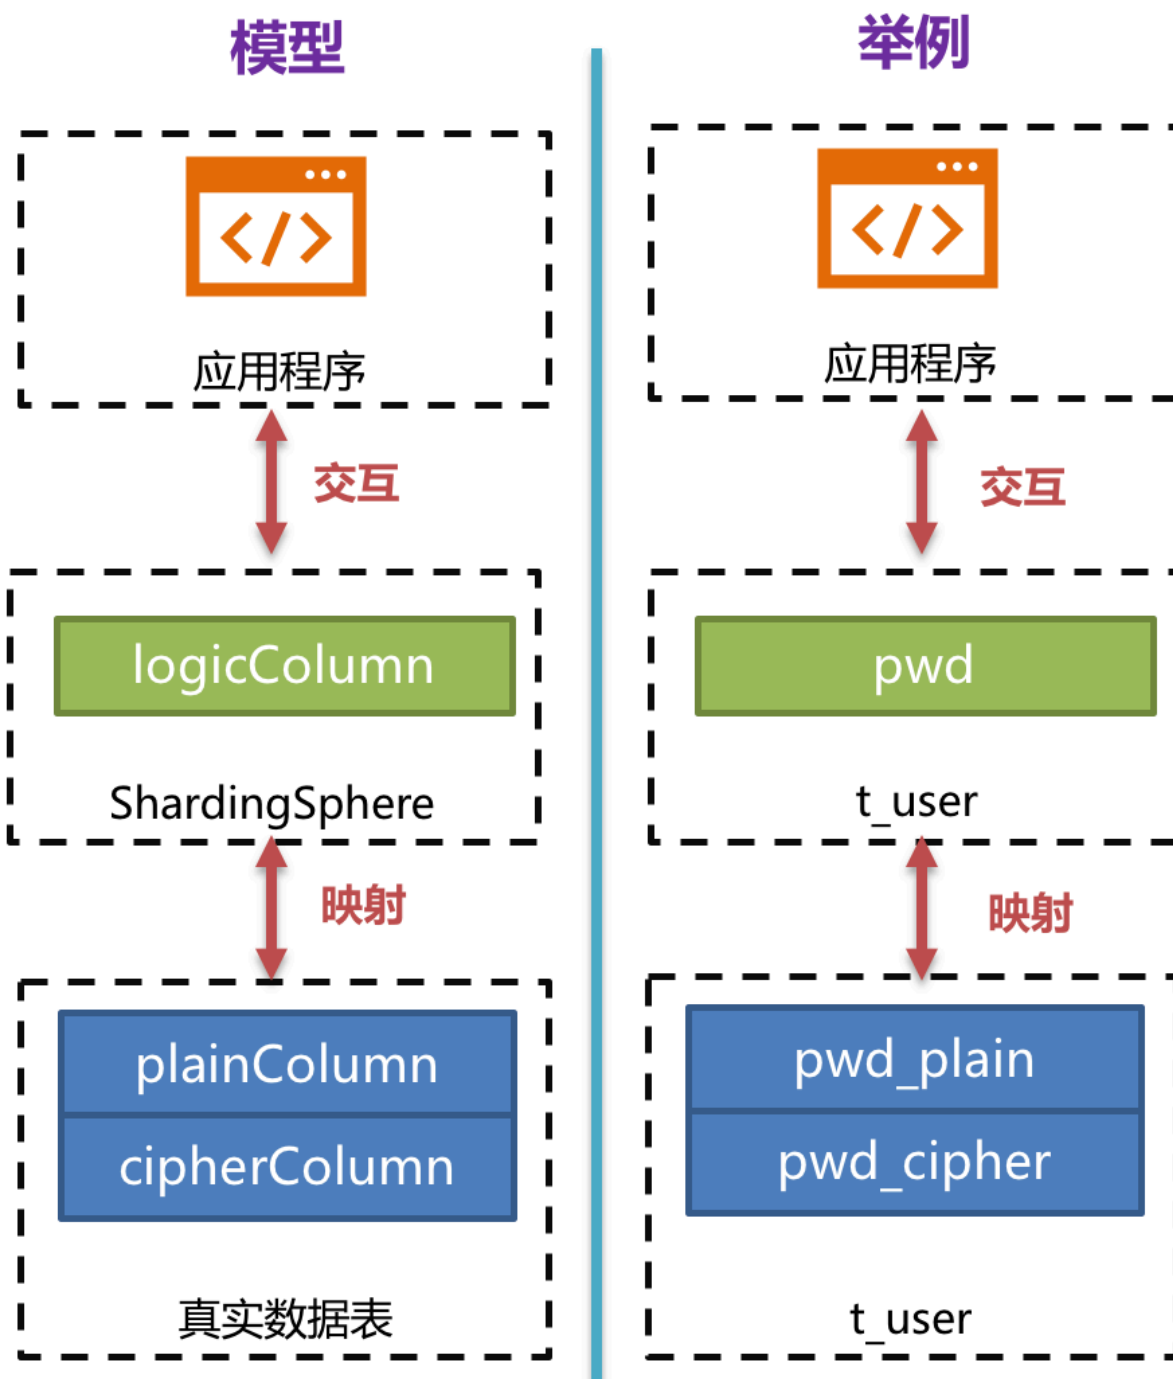 模型
</>
应用程序
交互
logicColumn
ShardingSphere
映射
plainColumn
cipherColumn
真实数据表
举例
</>
应用程序
交互
pwd
t_user
映射
pwd_plain
pwd_cipher
t_user